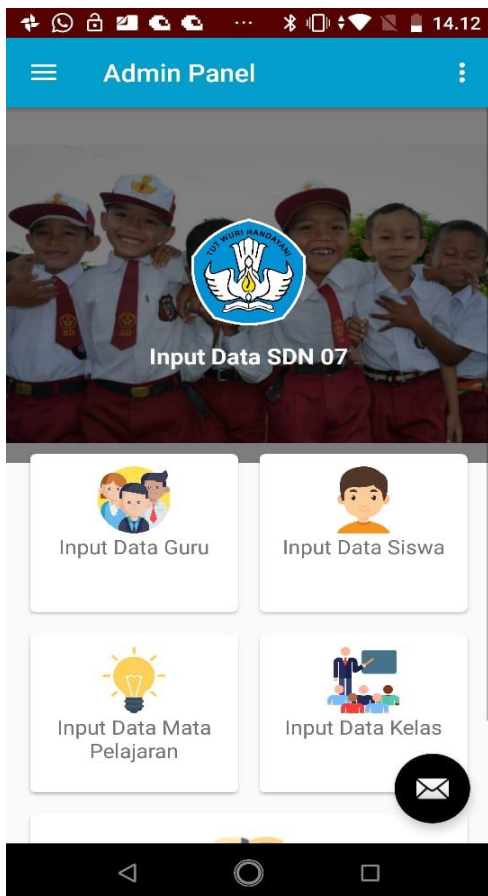 14.12
Admin Panel
TUT WURI HANDAYANI
Input Data SDN 07
Input Data Guru
Input Data Siswa
Input Data Mata
Pelajaran
Input Data Kelas